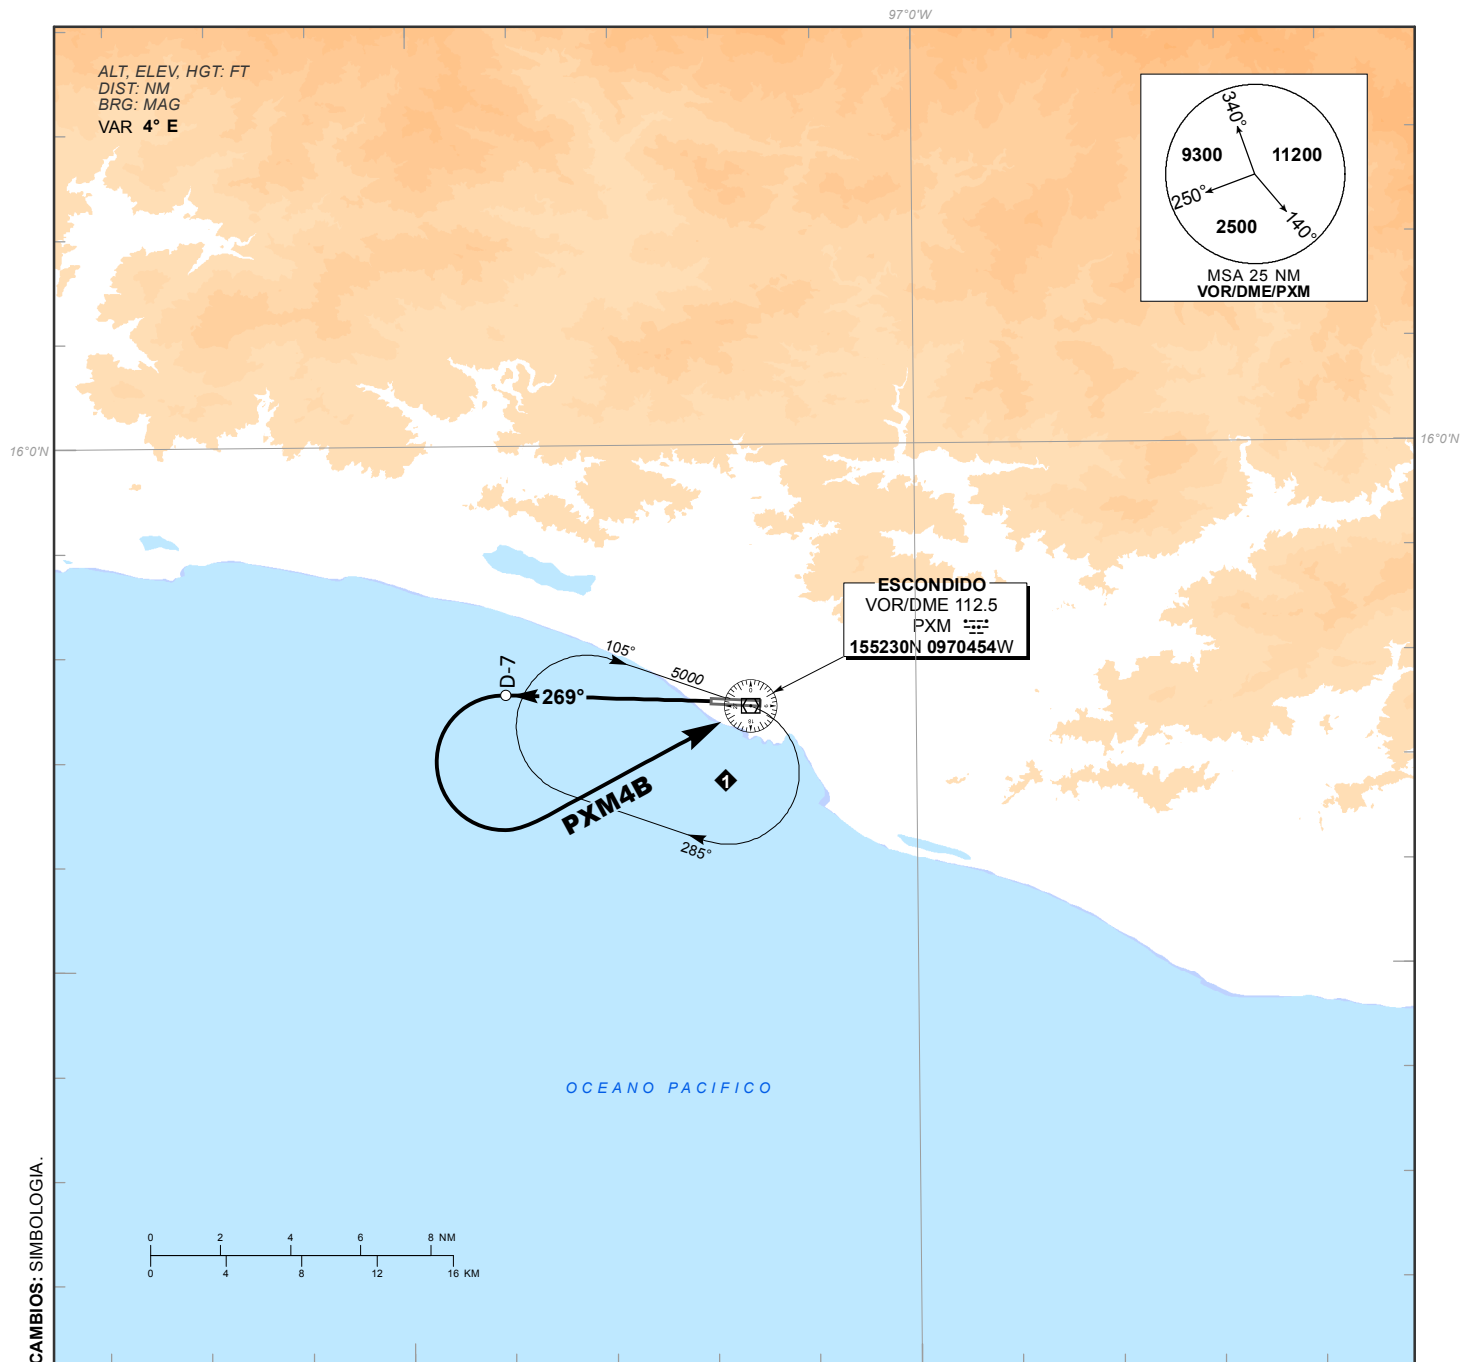 97°0'W
ALT, ELEV, HGT: FT
DIST: NM
BRG: MAG
VAR 4° E
340°
9300
11200
250°
2500
140°
MSA 25 NM
VOR/DME/PXM
16°0'N
16°0'N
ESCONDIDO
VOR/DME 112.5
PXM
155230N 0970454W
105°
5000
D-7
269°
0
18
PXM4B
1
285°
OCEANO PACIFICO
0 2 4 6 8 NM
0 4 8 12 16 KM
CAMBIOS: SIMBOLOGIA.